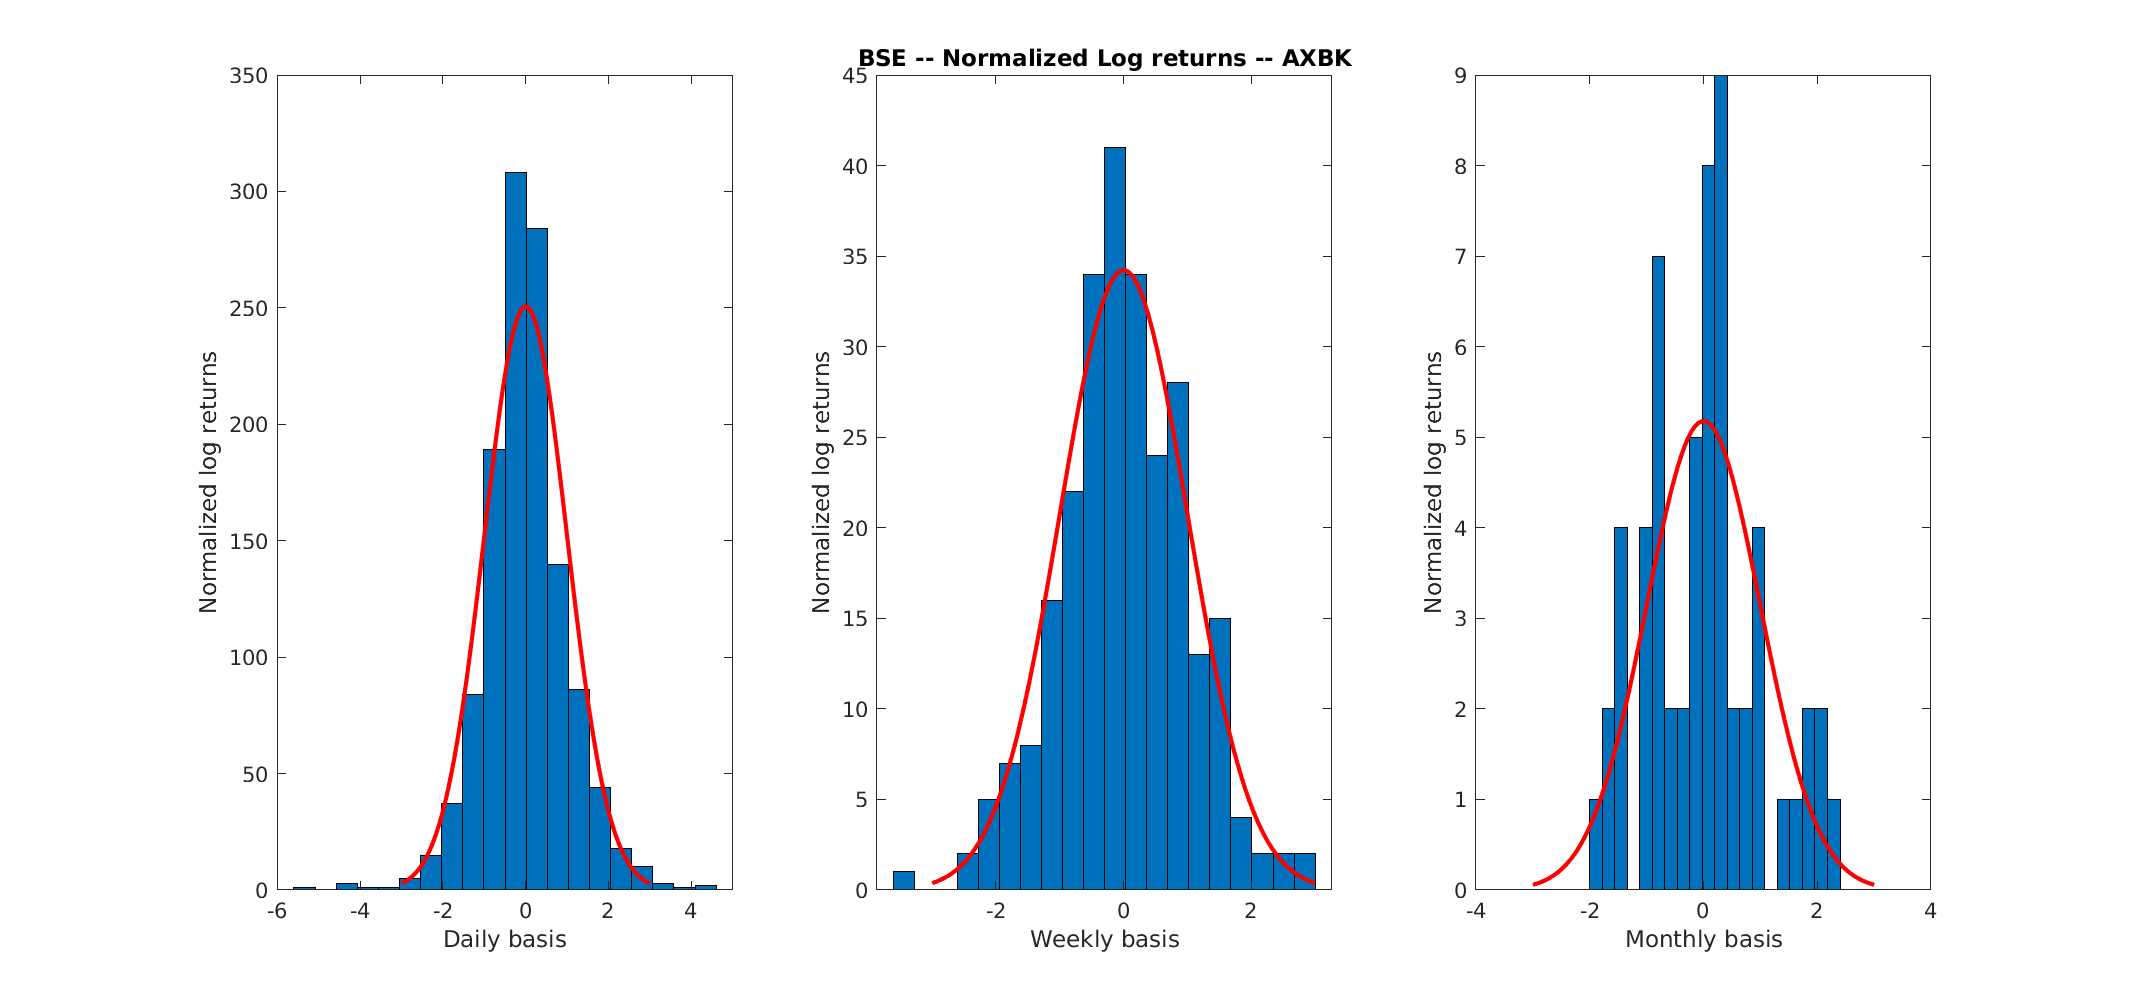 BSE -- Normalized Log returns -- AXBK
350
300
250
200
150
100
50
0
-6 -4 -2 0 2 4
Normalized log returns
Daily basis
45
40
35
30
25
20
15
10
5
0
-2 0 2
Normalized log returns
Weekly basis
9
8
7
6
5
4
3
2
1
0
-4 -2 0 2 4
Normalized log returns
Monthly basis